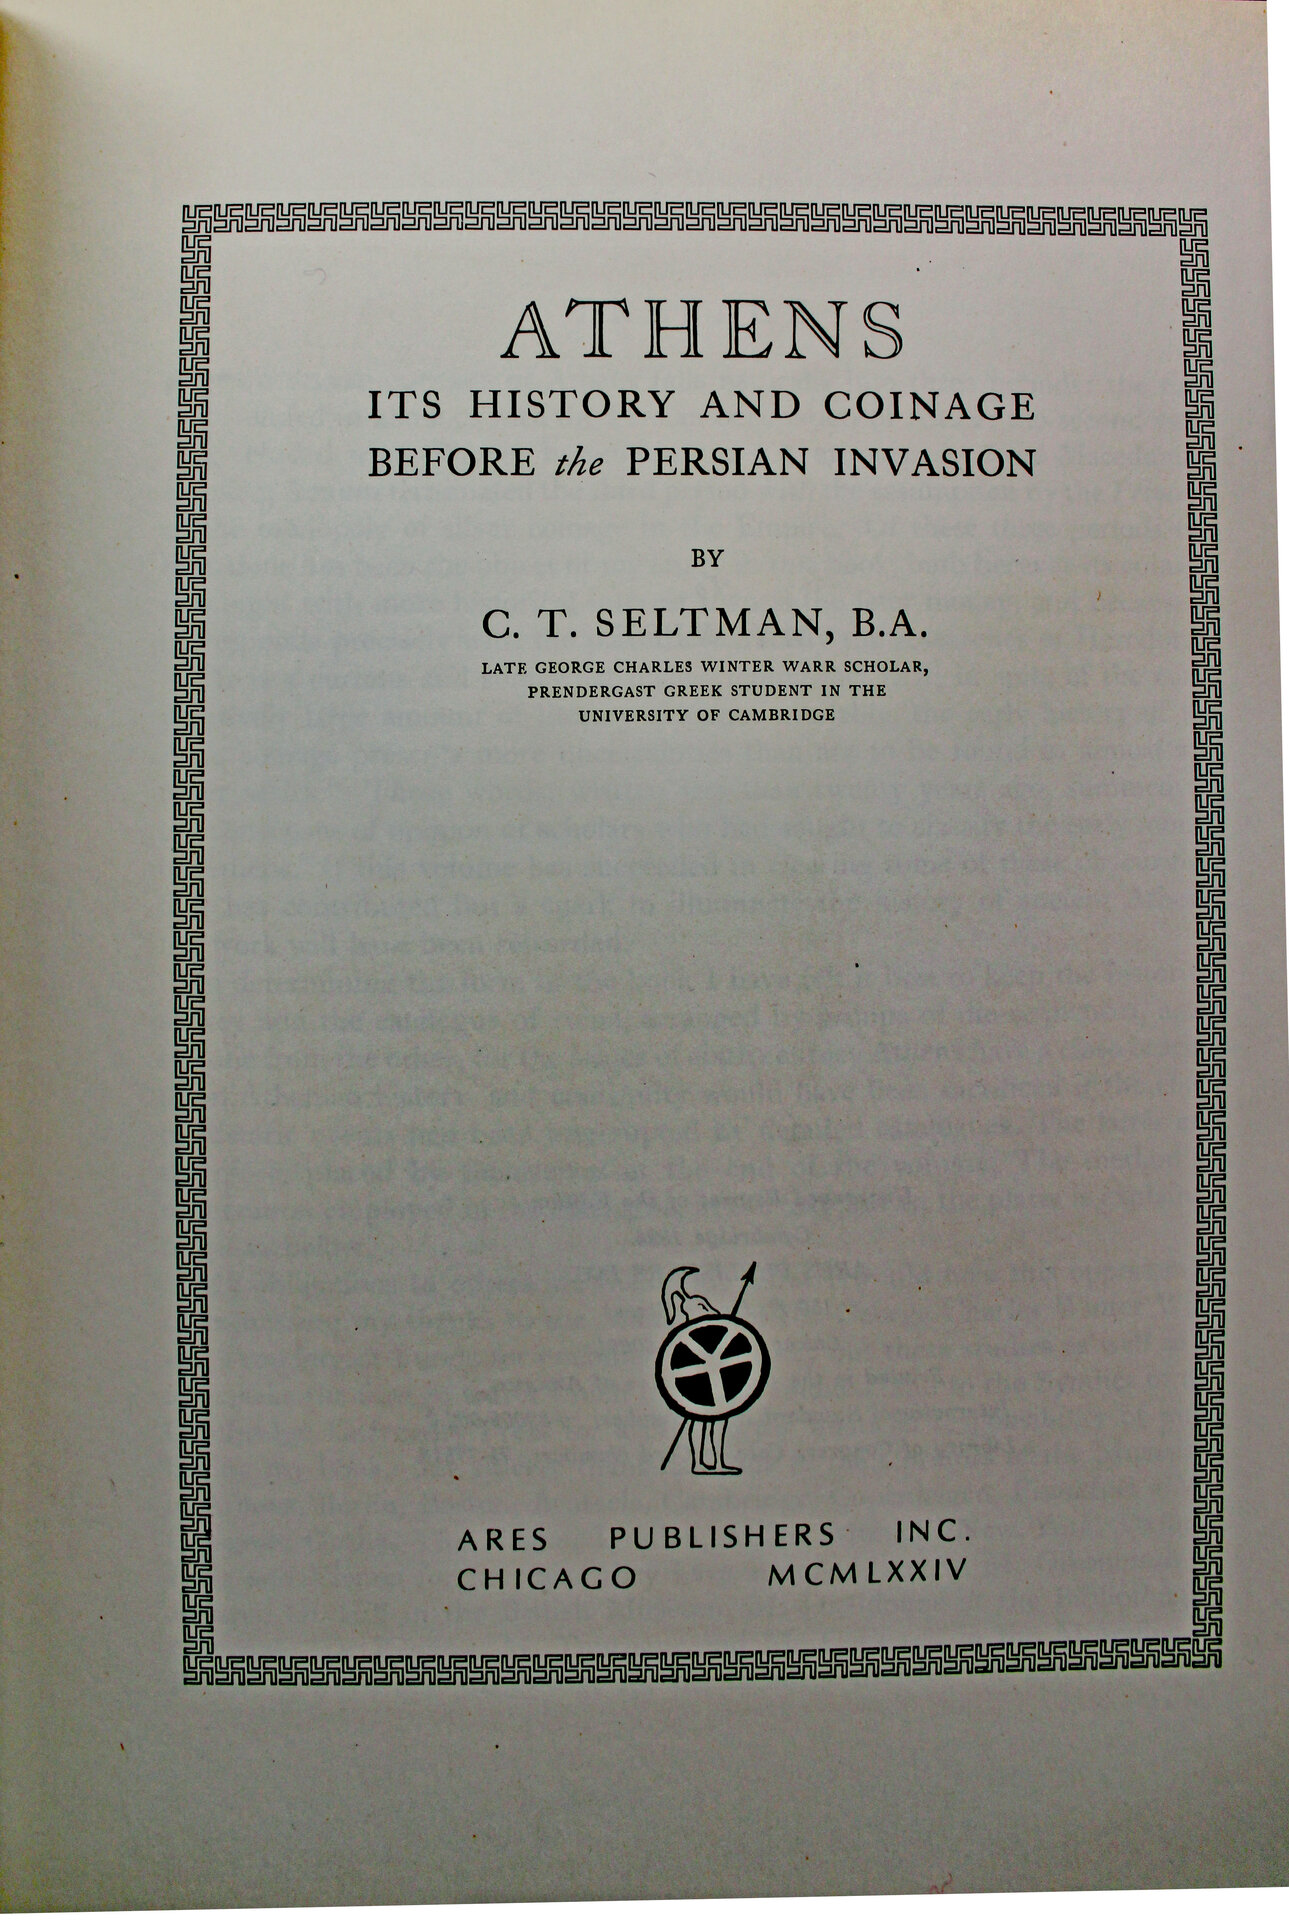 ATHENS
ITS HISTORY AND COINAGE
BEFORE the PERSIAN INVASION
BY
C. T. SELTMAN, B.A.
LATE GEORGE CHARLES WINTER WARR SCHOLAR,
PRENDERGAST GREEK STUDENT IN THE
UNIVERSITY OF CAMBRIDGE
ARES PUBLISHERS INC.
CHICAGO MCMLXXIV